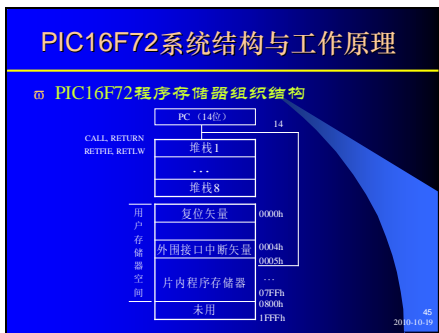 PIC16F72系统结构与工作原理
PIC16F72程序存储器组织结构
PC （14位）
14
CALL, RETURN
RETFIE, RETLW
堆栈1
...
堆栈8
用户存储器空间
复位矢量
0000h
外围接口中断矢量
0004h
0005h
片内程序存储器
...
07FFh
0800h
未用
1FFFh
45
2010-10-19